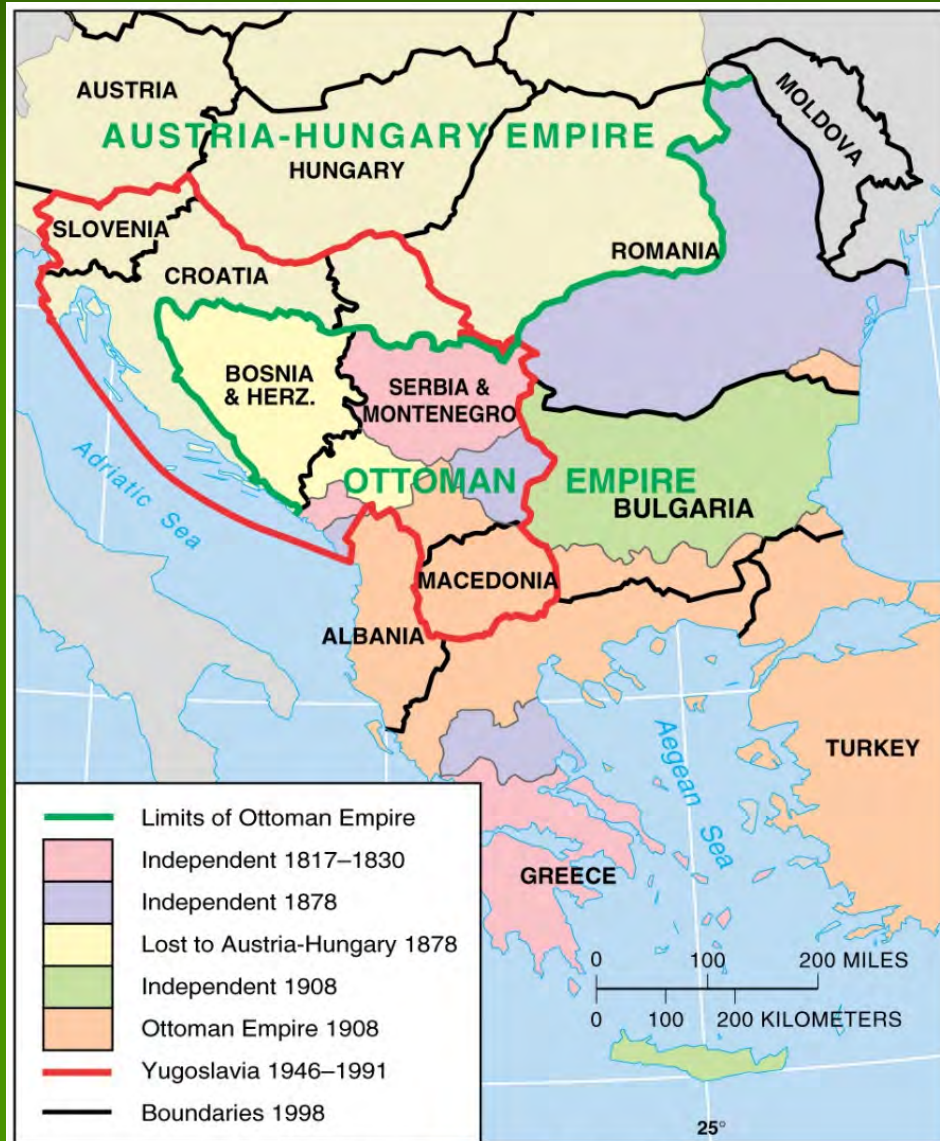 AUSTRIA
AUSTRIA-HUNGARY EMPIRE
HUNGARY
MOLDOVA
SLOVENIA
CROATIA
ROMANIA
BOSNIA
& HERZ.
SERBIA &
MONTENEGRO
Adriatic Sea
OTTOMAN EMPIRE
BULGARIA
MACEDONIA
ALBANIA
Aegean
Sea
TURKEY
GREECE
Limits of Ottoman Empire
Independent 1817–1830
Independent 1878
Lost to Austria-Hungary 1878
Independent 1908
Ottoman Empire 1908
Yugoslavia 1946–1991
Boundaries 1998
0 100 200 MILES
0 100 200 KILOMETERS
25°